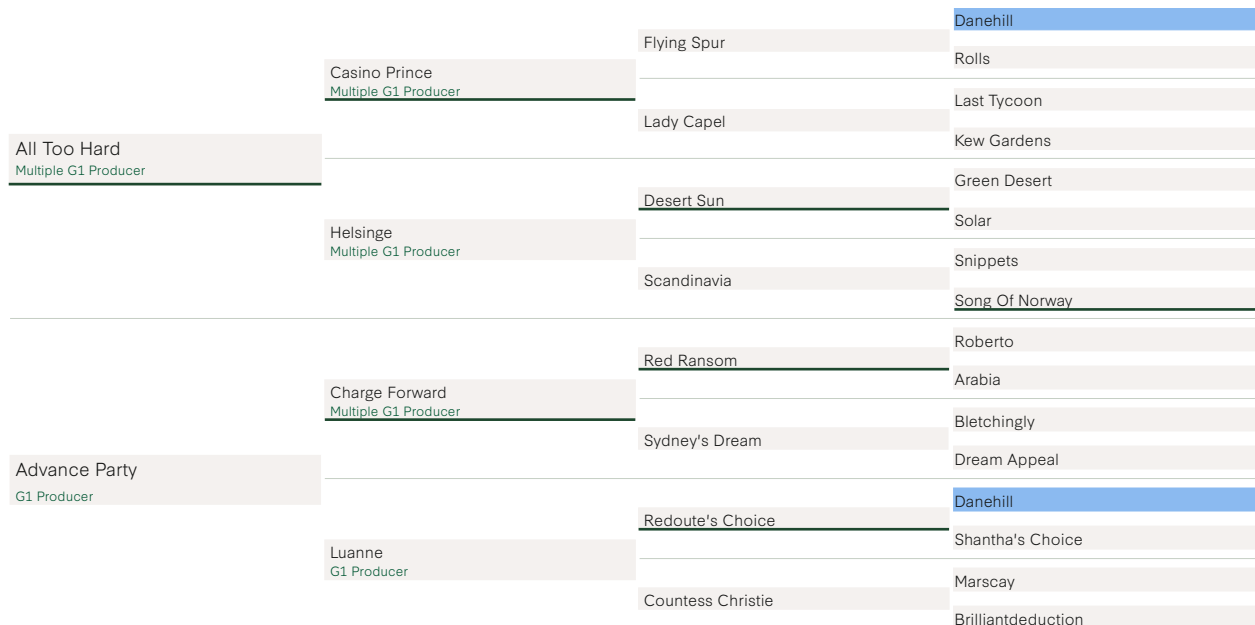 All Too Hard
Multiple G1 Producer
Advance Party
G1 Producer
Casino Prince
Multiple G1 Producer
Helsinge
Multiple G1 Producer
Charge Forward
Multiple G1 Producer
Luanne
G1 Producer
Flying Spur
Lady Capel
Desert Sun
Scandinavia
Red Ransom
Sydney's Dream
Redoute's Choice
Countess Christie
Danehill
Rolls
Last Tycoon
Kew Gardens
Green Desert
Solar
Snippets
Song Of Norway
Roberto
Arabia
Bletchingly
Dream Appeal
Danehill
Shantha's Choice
Marscay
Brilliantdeduction